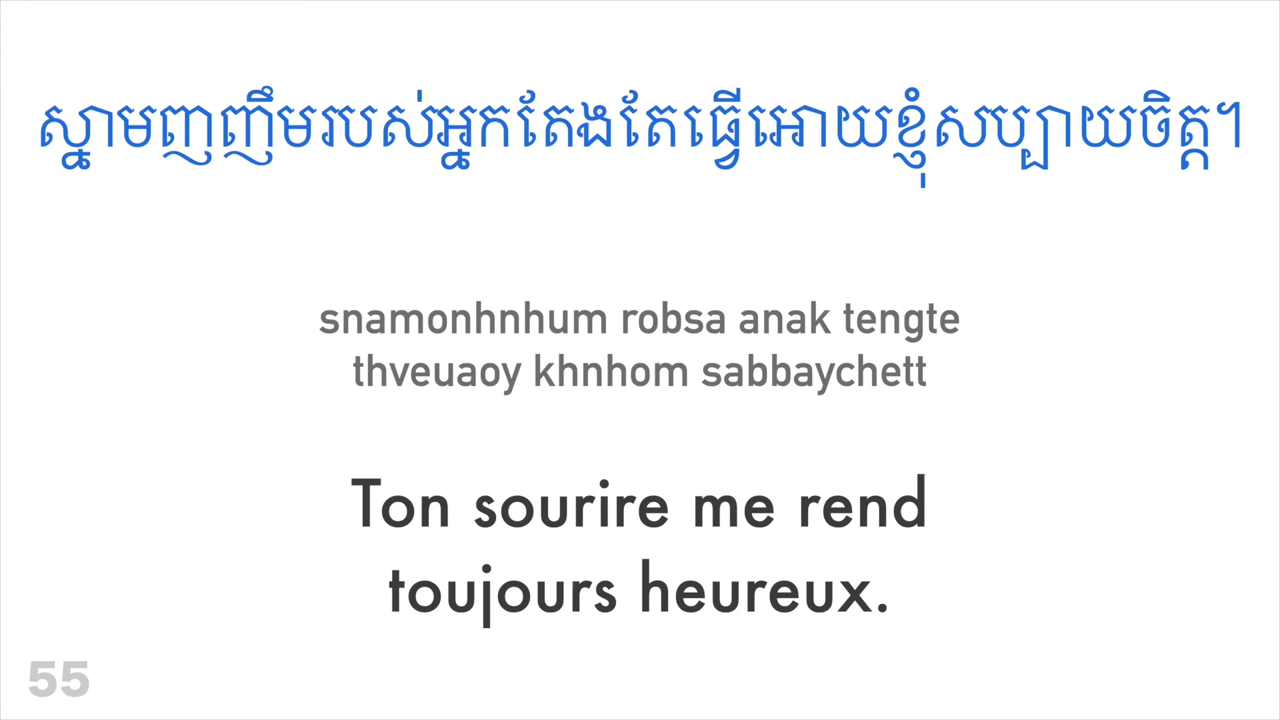 ស្នាមញញឹមរបស់អ្នកតែងតែធ្វើអោយខ្ញុំសប្បាយចិត្ត។
snamonhnhum robsa anak tengte
thveuaoy khnhom sabbaychett
Ton sourire me rend
toujours heureux.
55